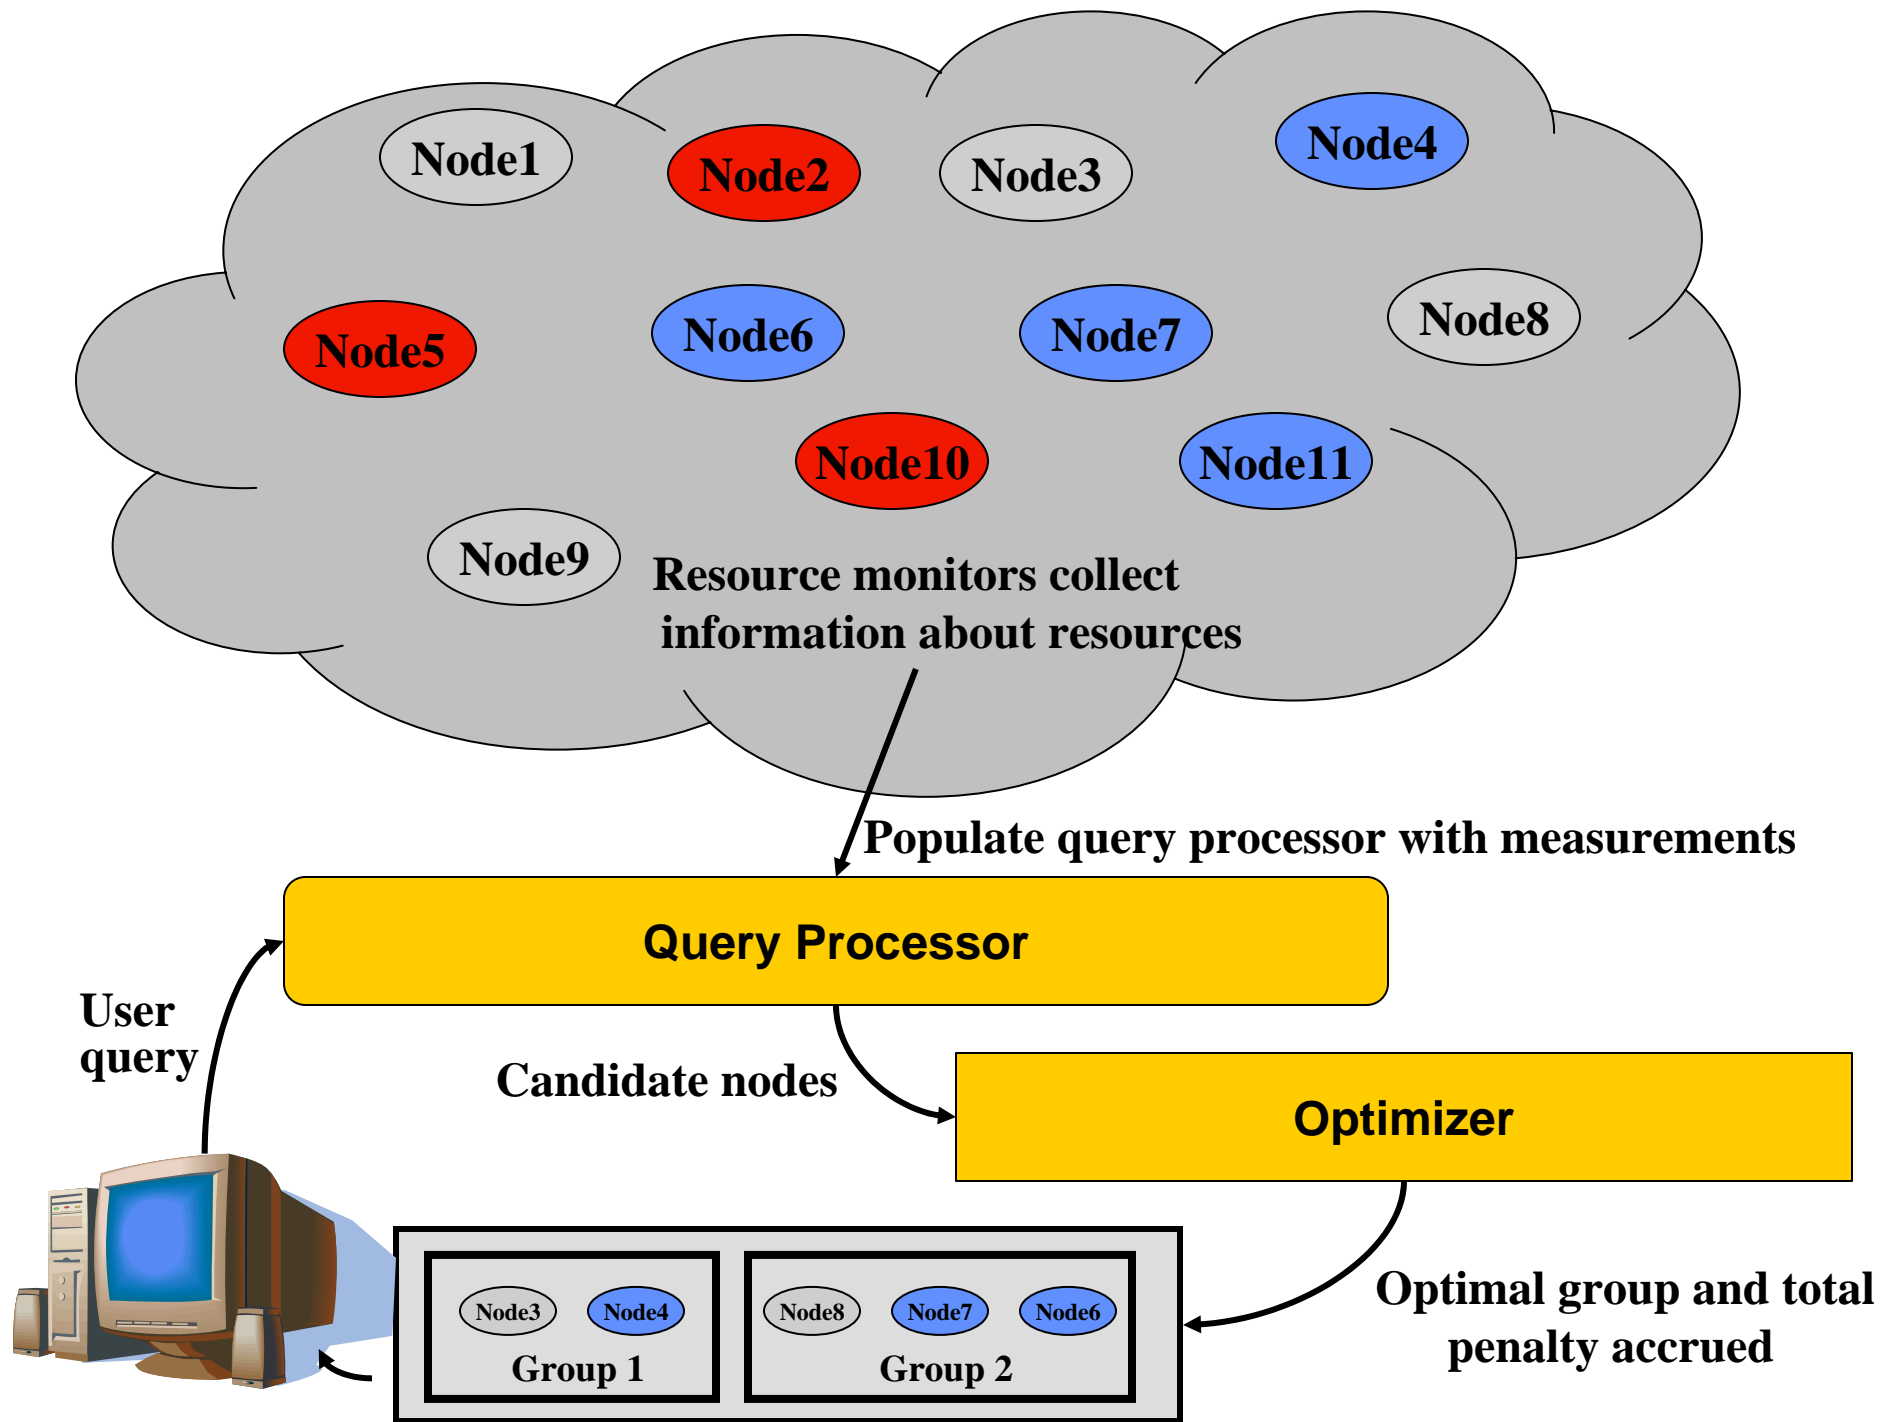 Node1
Node2
Node3
Node4
Node5
Node6
Node7
Node8
Node10
Node11
Node9
Resource monitors collect
information about resources
Populate query processor with measurements
Query Processor
User
query
Candidate nodes
Optimizer
Node3
Node4
Group 1
Node8
Node7
Node6
Group 2
Optimal group and total
penalty accrued